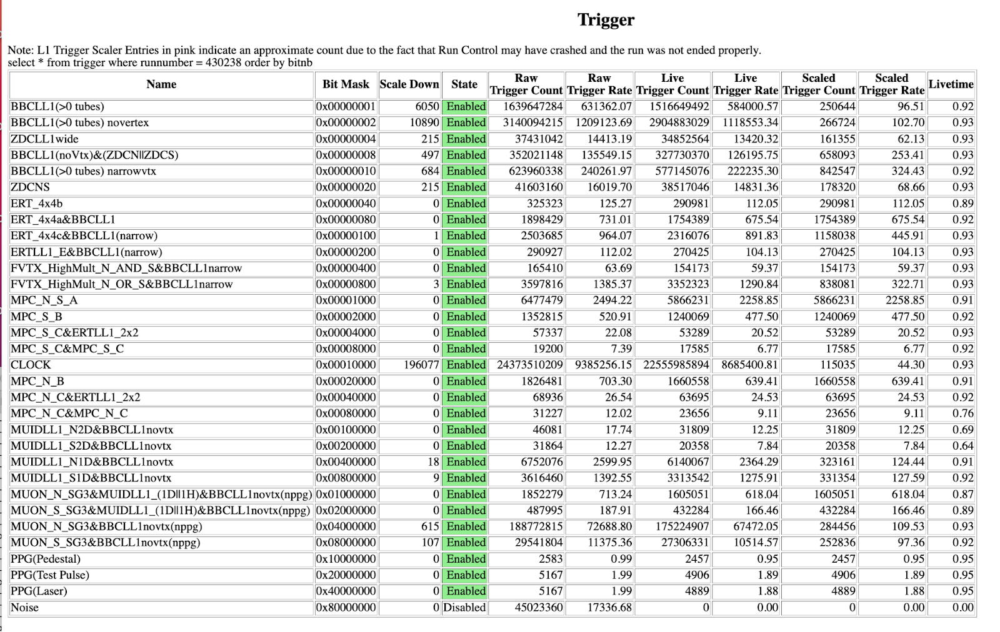 Trigger
Note: L1 Trigger Scaler Entries in pink indicate an approximate count due to the fact that Run Control may have crashed and the run was not ended properly.
select * from trigger where runnumber = 430238 order by bitnb
Name Bit Mask Scale Down State Raw Trigger Count Raw Trigger Rate Live Trigger Count Live Trigger Rate Scaled Trigger Count Scaled Trigger Rate Livetime
BBCLL1(>0 tubes) 0x00000001 6050 Enabled 1639647284 631362.07 1516649492 584000.57 250644 96.51 0.92
BBCLL1(>0 tubes) novertex 0x00000002 10890 Enabled 3140094215 1209123.69 2904883029 1118553.34 266724 102.70 0.93
ZDCLL1wide 0x00000004 215 Enabled 37431042 14413.19 34852564 13420.32 161355 62.13 0.93
BBCLL1(noVtx)&(ZDCN||ZDCS) 0x00000008 497 Enabled 352021148 135549.15 327730370 126195.75 658093 253.41 0.93
BBCLL1(>0 tubes) narrowvtx 0x00000010 684 Enabled 623960338 240261.97 577145076 222235.30 842547 324.43 0.92
ZDCNS 0x00000020 215 Enabled 41603160 16019.70 38517046 14831.36 178320 68.66 0.93
ERT_4x4b 0x00000040 0 Enabled 325323 125.27 290981 112.05 290981 112.05 0.89
ERT_4x4a&BBCLL1 0x00000080 0 Enabled 1898429 731.01 1754389 675.54 1754389 675.54 0.92
ERT_4x4c&BBCLL1(narrow) 0x00000100 1 Enabled 2503685 964.07 2316076 891.83 1158038 445.91 0.93
ERTLL1_E&BBCLL1(narrow) 0x00000200 0 Enabled 290927 112.02 270425 104.13 270425 104.13 0.93
FVTX_HighMult_N_AND_S&BBCLL1narrow 0x00000400 0 Enabled 165410 63.69 154173 59.37 154173 59.37 0.93
FVTX_HighMult_N_OR_S&BBCLL1narrow 0x00000800 3 Enabled 3597816 1385.37 3352323 1290.84 838081 322.71 0.93
MPC_N_S_A 0x00001000 0 Enabled 6477479 2494.22 5866231 2258.85 5866231 2258.85 0.91
MPC_S_B 0x00002000 0 Enabled 1352815 520.91 1240069 477.50 1240069 477.50 0.92
MPC_S_C&ERTLL1_2x2 0x00004000 0 Enabled 57337 22.08 53289 20.52 53289 20.52 0.93
MPC_S_C&MPC_S_C 0x00008000 0 Enabled 19200 7.39 17585 6.77 17585 6.77 0.92
CLOCK 0x00010000 196077 Enabled 24373510209 9385256.15 22555985894 8685400.81 115035 44.30 0.93
MPC_N_B 0x00020000 0 Enabled 1826481 703.30 1660558 639.41 1660558 639.41 0.91
MPC_N_C&ERTLL1_2x2 0x00040000 0 Enabled 68936 26.54 63695 24.53 63695 24.53 0.92
MPC_N_C&MPC_N_C 0x00080000 0 Enabled 31227 12.02 23656 9.11 23656 9.11 0.76
MUIDLL1_N2D&BBCLL1novtx 0x00100000 0 Enabled 46081 17.74 31809 12.25 31809 12.25 0.69
MUIDLL1_S2D&BBCLL1novtx 0x00200000 0 Enabled 31864 12.27 20358 7.84 20358 7.84 0.64
MUIDLL1_N1D&BBCLL1novtx 0x00400000 18 Enabled 6752076 2599.95 6140067 2364.29 323161 124.44 0.91
MUIDLL1_S1D&BBCLL1novtx 0x00800000 9 Enabled 3616460 1392.55 3313542 1275.91 331354 127.59 0.92
MUON_N_SG3&MUIDLL1_(1D||1H)&BBCLL1novtx(nppg) 0x01000000 0 Enabled 1852279 713.24 1605051 618.04 1605051 618.04 0.87
MUON_S_SG3&MUIDLL1_(1D||1H)&BBCLL1novtx(nppg) 0x02000000 0 Enabled 487995 187.91 432284 166.46 432284 166.46 0.89
MUON_N_SG3&BBCLL1novtx(nppg) 0x04000000 615 Enabled 188772815 72688.80 175224907 67472.05 284456 109.53 0.93
MUON_S_SG3&BBCLL1novtx(nppg) 0x08000000 107 Enabled 29541804 11375.36 27306331 10514.57 252836 97.36 0.92
PPG(Pedestal) 0x10000000 0 Enabled 2583 0.99 2457 0.95 2457 0.95 0.95
PPG(Test Pulse) 0x20000000 0 Enabled 5167 1.99 4906 1.89 4906 1.89 0.95
PPG(Laser) 0x40000000 0 Enabled 5167 1.99 4889 1.88 4889 1.88 0.95
Noise 0x80000000 0 Disabled 45023360 17336.68 0 0.00 0 0.00 0.00